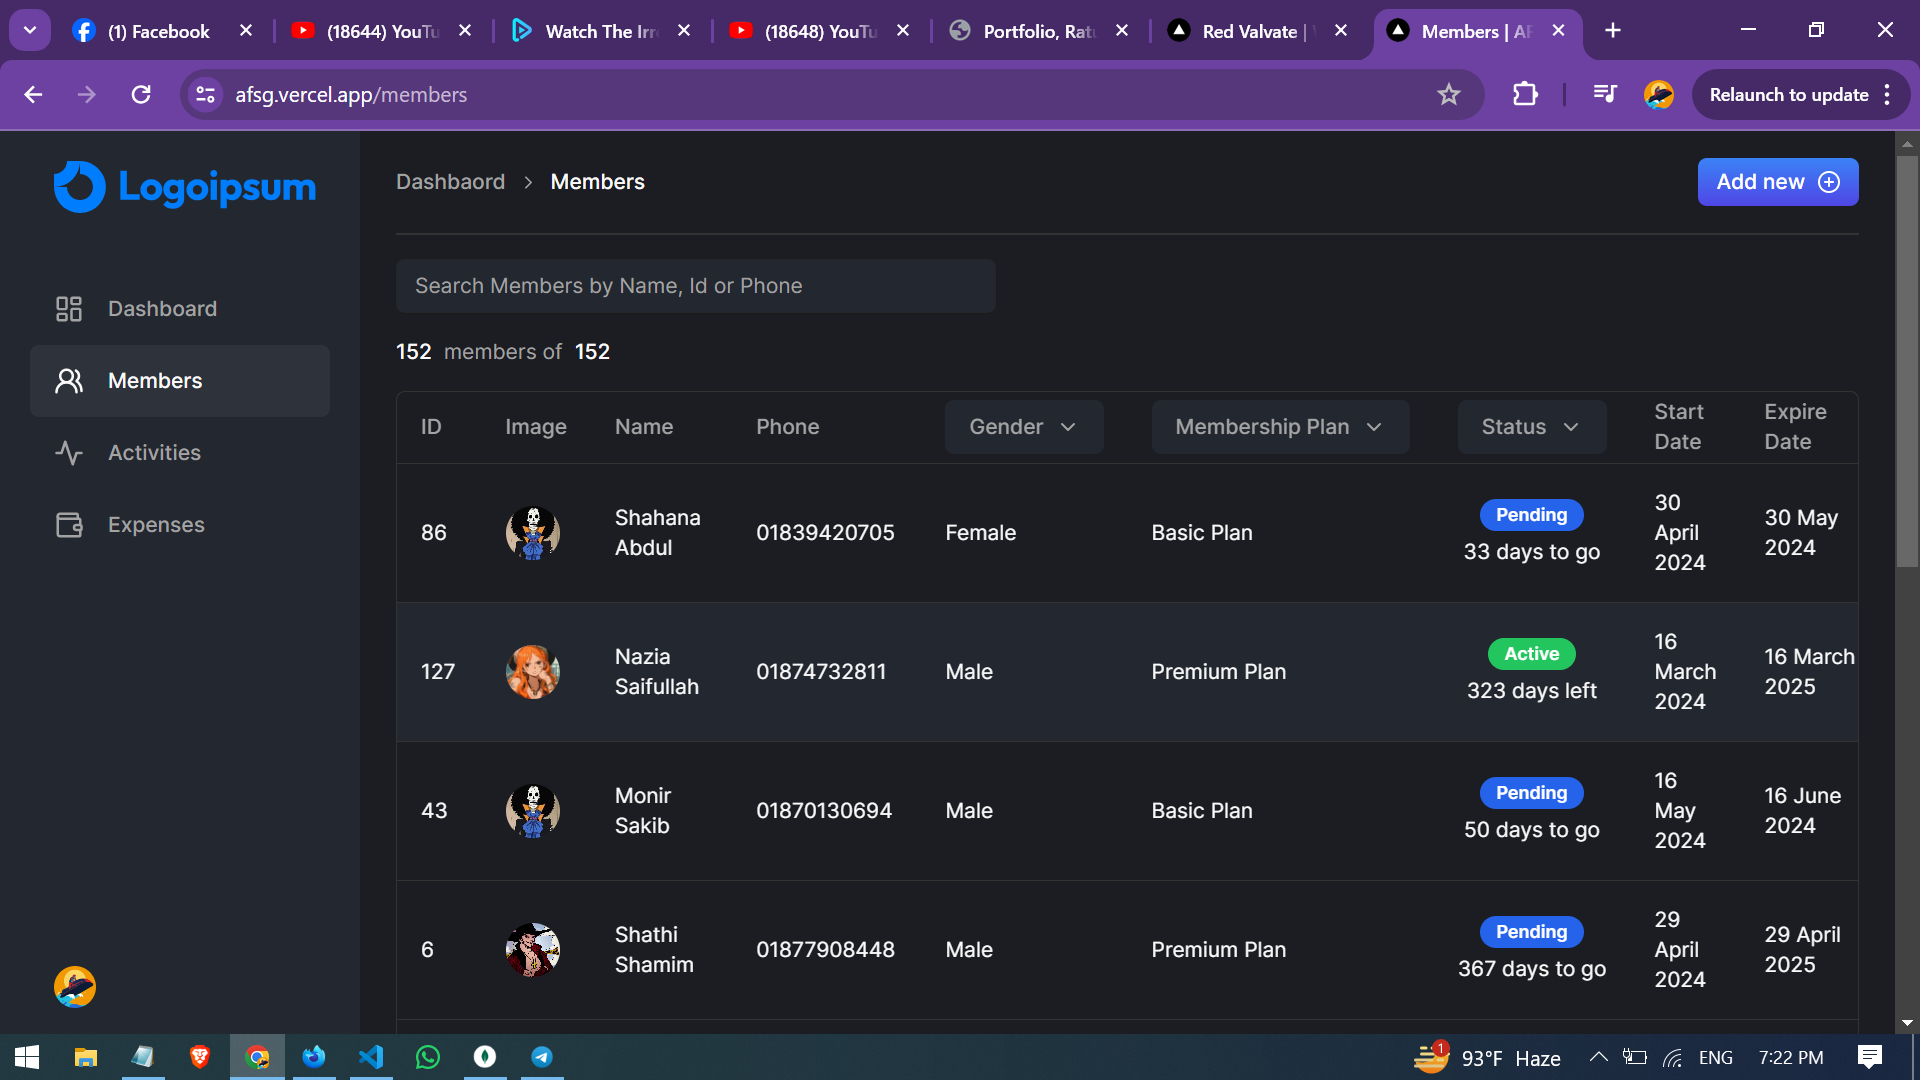 (1) Facebook
(18644) YouTu
Watch The Irre
(18648) YouTu
Portfolio, Ratu
Red Valvate |
Members | AF
afsg.vercel.app/members
Relaunch to update
Logoipsum
Dashbaord > Members
Add new
Dashboard
Members
Activities
Expenses
Search Members by Name, Id or Phone
152 members of 152
ID Image Name Phone Gender Membership Plan Status Start Date Expire Date
86 Shahana Abdul 01839420705 Female Basic Plan Pending 33 days to go 30 April 2024 30 May 2024
127 Nazia Saifullah 01874732811 Male Premium Plan Active 323 days left 16 March 2024 16 March 2025
43 Monir Sakib 01870130694 Male Basic Plan Pending 50 days to go 16 May 2024 16 June 2024
6 Shathi Shamim 01877908448 Male Premium Plan Pending 367 days to go 29 April 2024 29 April 2025
1 93°F Haze ENG 7:22 PM